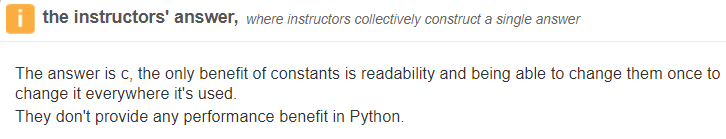 i the instructors' answer, where instructors collectively construct a single answer
The answer is c, the only benefit of constants is readability and being able to change them once to
change it everywhere it's used.
They don't provide any performance benefit in Python.